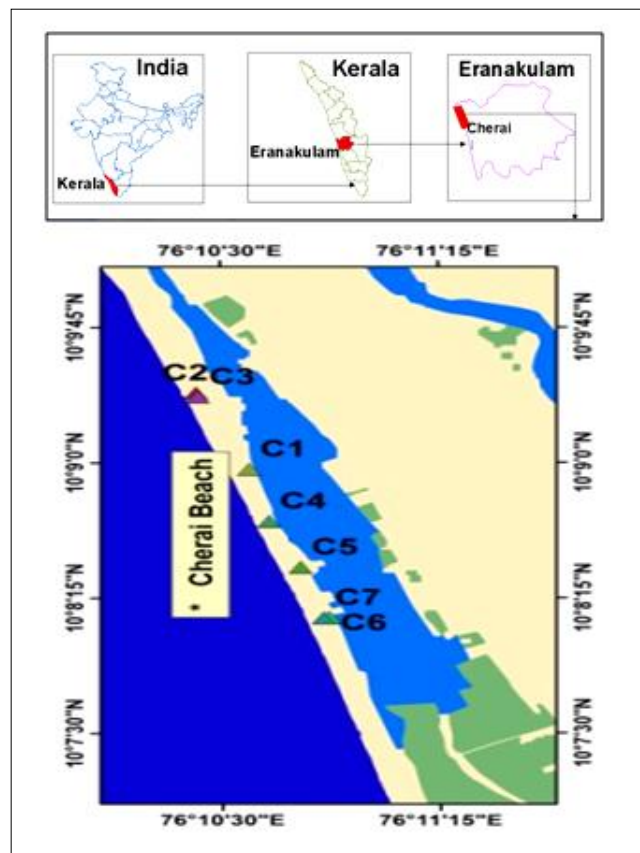 India
Kerala
Kerala
Eranakulam
Eranakulam
Cherai
76°10'30"E 76°11'15"E
10°9'45"N 10°9'45"N
C2 C3
10°9'0"N 10°9'0"N
C1
C4
* Cherai Beach
C5
10°8'15"N 10°8'15"N
C7
C6
10°7'30"N 10°7'30"N
76°10'30"E 76°11'15"E